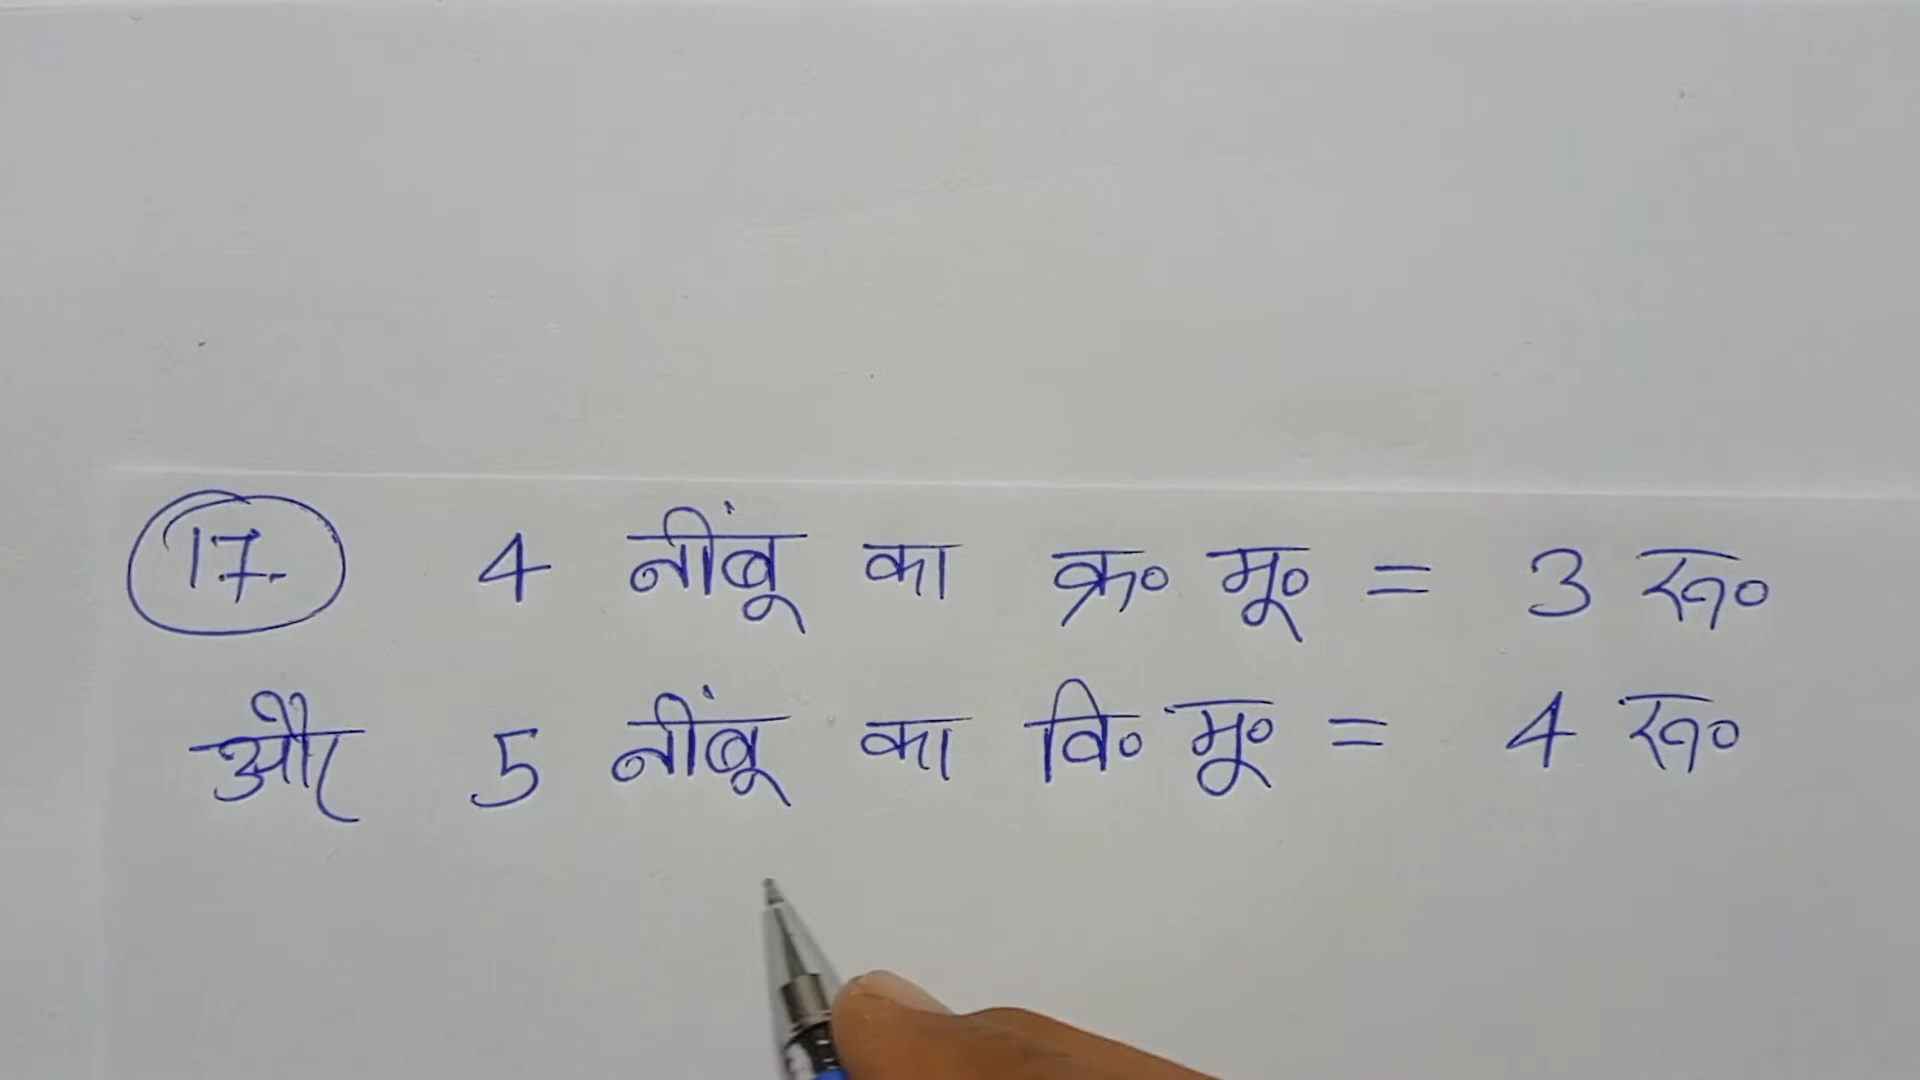 17. 4 नींबू का क्र० मू० = 3 रू०
और 5 नींबू का वि० मू० = 4 रू०